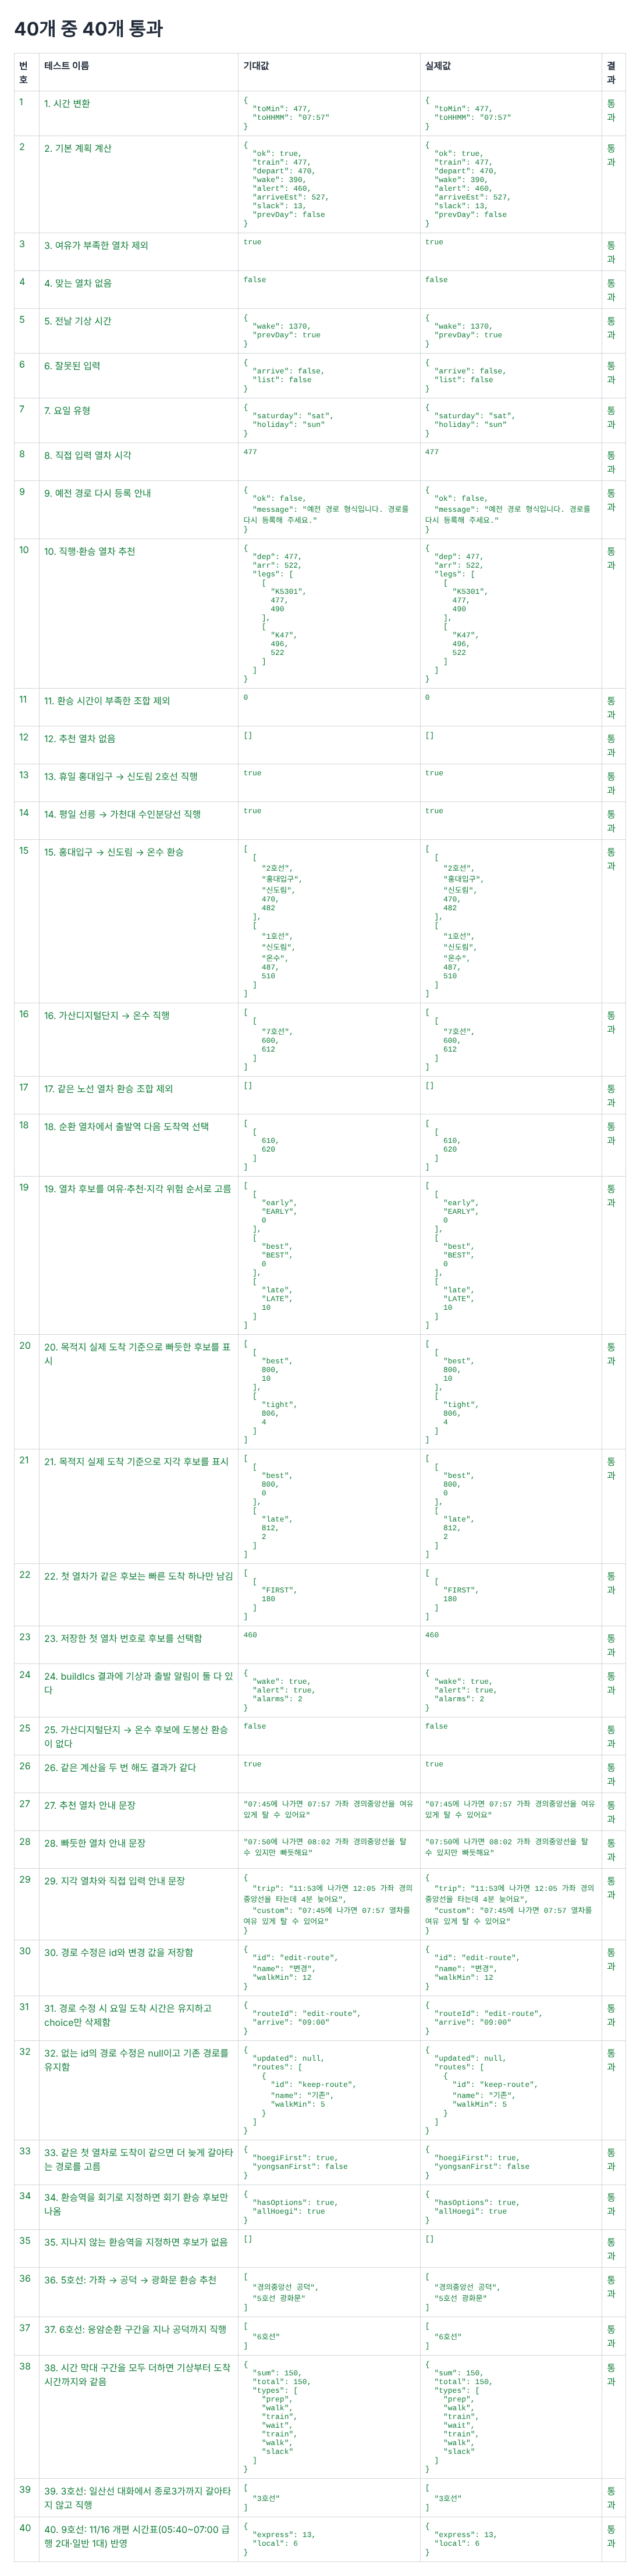 40개 중 40개 통과
번
호
테스트 이름
기대값
실제값
결
과
1
1. 시간 변환
{
"toMin": 477,
"toHHMM": "07:57"
}
{
"toMin": 477,
"toHHMM": "07:57"
}
통
과
2
2. 기본 계획 계산
{
"ok": true,
"train": 477,
"depart": 470,
"wake": 390,
"alert": 460,
"arriveEst": 527,
"slack": 13,
"prevDay": false
}
{
"ok": true,
"train": 477,
"depart": 470,
"wake": 390,
"alert": 460,
"arriveEst": 527,
"slack": 13,
"prevDay": false
}
통
과
3
3. 여유가 부족한 열차 제외
true
true
통
과
4
4. 맞는 열차 없음
false
false
통
과
5
5. 전날 기상 시간
{
"wake": 1370,
"prevDay": true
}
{
"wake": 1370,
"prevDay": true
}
통
과
6
6. 잘못된 입력
{
"arrive": false,
"list": false
}
{
"arrive": false,
"list": false
}
통
과
7
7. 요일 유형
{
"saturday": "sat",
"holiday": "sun"
}
{
"saturday": "sat",
"holiday": "sun"
}
통
과
8
8. 직접 입력 열차 시각
477
477
통
과
9
9. 예전 경로 다시 등록 안내
{
"ok": false,
"message": "예전 경로 형식입니다. 경로를
다시 등록해 주세요."
}
{
"ok": false,
"message": "예전 경로 형식입니다. 경로를
다시 등록해 주세요."
}
통
과
10
10. 직행·환승 열차 추천
{
"dep": 477,
"arr": 522,
"legs": [
[
"K5301",
477,
490
],
[
"K47",
496,
522
]
]
}
{
"dep": 477,
"arr": 522,
"legs": [
[
"K5301",
477,
490
],
[
"K47",
496,
522
]
]
}
통
과
11
11. 환승 시간이 부족한 조합 제외
0
0
통
과
12
12. 추천 열차 없음
[]
[]
통
과
13
13. 휴일 홍대입구 → 신도림 2호선 직행
true
true
통
과
14
14. 평일 선릉 → 가천대 수인분당선 직행
true
true
통
과
15
15. 홍대입구 → 신도림 → 온수 환승
[
[
"2호선",
"홍대입구",
"신도림",
470,
482
],
[
"1호선",
"신도림",
"온수",
487,
510
]
]
[
[
"2호선",
"홍대입구",
"신도림",
470,
482
],
[
"1호선",
"신도림",
"온수",
487,
510
]
]
통
과
16
16. 가산디지털단지 → 온수 직행
[
[
"7호선",
600,
612
]
]
[
[
"7호선",
600,
612
]
]
통
과
17
17. 같은 노선 열차 환승 조합 제외
[]
[]
통
과
18
18. 순환 열차에서 출발역 다음 도착역 선택
[
[
610,
620
]
]
[
[
610,
620
]
]
통
과
19
19. 열차 후보를 여유·추천·지각 위험 순서로 고름
[
[
"early",
"EARLY",
0
],
[
"best",
"BEST",
0
],
[
"late",
"LATE",
10
]
]
[
[
"early",
"EARLY",
0
],
[
"best",
"BEST",
0
],
[
"late",
"LATE",
10
]
]
통
과
20
20. 목적지 실제 도착 기준으로 빠듯한 후보를 표
시
[
[
"best",
800,
10
],
[
"tight",
806,
4
]
]
[
[
"best",
800,
10
],
[
"tight",
806,
4
]
]
통
과
21
21. 목적지 실제 도착 기준으로 지각 후보를 표시
[
[
"best",
800,
0
],
[
"late",
812,
2
]
]
[
[
"best",
800,
0
],
[
"late",
812,
2
]
]
통
과
22
22. 첫 열차가 같은 후보는 빠른 도착 하나만 남김
[
[
"FIRST",
180
]
]
[
[
"FIRST",
180
]
]
통
과
23
23. 저장한 첫 열차 번호로 후보를 선택함
460
460
통
과
24
24. buildIcs 결과에 기상과 출발 알림이 둘 다 있
다
{
"wake": true,
"alert": true,
"alarms": 2
}
{
"wake": true,
"alert": true,
"alarms": 2
}
통
과
25
25. 가산디지털단지 → 온수 후보에 도봉산 환승
이 없다
false
false
통
과
26
26. 같은 계산을 두 번 해도 결과가 같다
true
true
통
과
27
27. 추천 열차 안내 문장
"07:45에 나가면 07:57 가좌 경의중앙선을 여유
있게 탈 수 있어요"
"07:45에 나가면 07:57 가좌 경의중앙선을 여유
있게 탈 수 있어요"
통
과
28
28. 빠듯한 열차 안내 문장
"07:50에 나가면 08:02 가좌 경의중앙선을 탈
수 있지만 빠듯해요"
"07:50에 나가면 08:02 가좌 경의중앙선을 탈
수 있지만 빠듯해요"
통
과
29
29. 지각 열차와 직접 입력 안내 문장
{
"trip": "11:53에 나가면 12:05 가좌 경의
중앙선을 타는데 4분 늦어요",
"custom": "07:45에 나가면 07:57 열차를
여유 있게 탈 수 있어요"
}
{
"trip": "11:53에 나가면 12:05 가좌 경의
중앙선을 타는데 4분 늦어요",
"custom": "07:45에 나가면 07:57 열차를
여유 있게 탈 수 있어요"
}
통
과
30
30. 경로 수정은 id와 변경 값을 저장함
{
"id": "edit-route",
"name": "변경",
"walkMin": 12
}
{
"id": "edit-route",
"name": "변경",
"walkMin": 12
}
통
과
31
31. 경로 수정 시 요일 도착 시간은 유지하고
choice만 삭제함
{
"routeId": "edit-route",
"arrive": "09:00"
}
{
"routeId": "edit-route",
"arrive": "09:00"
}
통
과
32
32. 없는 id의 경로 수정은 null이고 기존 경로를
유지함
{
"updated": null,
"routes": [
{
"id": "keep-route",
"name": "기존",
"walkMin": 5
}
]
}
{
"updated": null,
"routes": [
{
"id": "keep-route",
"name": "기존",
"walkMin": 5
}
]
}
통
과
33
33. 같은 첫 열차로 도착이 같으면 더 늦게 갈아타
는 경로를 고름
{
"hoegiFirst": true,
"yongsanFirst": false
}
{
"hoegiFirst": true,
"yongsanFirst": false
}
통
과
34
34. 환승역을 회기로 지정하면 회기 환승 후보만
나옴
{
"hasOptions": true,
"allHoegi": true
}
{
"hasOptions": true,
"allHoegi": true
}
통
과
35
35. 지나지 않는 환승역을 지정하면 후보가 없음
[]
[]
통
과
36
36. 5호선: 가좌 → 공덕 → 광화문 환승 추천
[
"경의중앙선 공덕",
"5호선 광화문"
]
[
"경의중앙선 공덕",
"5호선 광화문"
]
통
과
37
37. 6호선: 응암순환 구간을 지나 공덕까지 직행
[
"6호선"
]
[
"6호선"
]
통
과
38
38. 시간 막대 구간을 모두 더하면 기상부터 도착
시간까지와 같음
{
"sum": 150,
"total": 150,
"types": [
"prep",
"walk",
"train",
"wait",
"train",
"walk",
"slack"
]
}
{
"sum": 150,
"total": 150,
"types": [
"prep",
"walk",
"train",
"wait",
"train",
"walk",
"slack"
]
}
통
과
39
39. 3호선: 일산선 대화에서 종로3가까지 갈아타
지 않고 직행
[
"3호선"
]
[
"3호선"
]
통
과
40
40. 9호선: 11/16 개편 시간표(05:40~07:00 급
행 2대·일반 1대) 반영
{
"express": 13,
"local": 6
}
{
"express": 13,
"local": 6
}
통
과